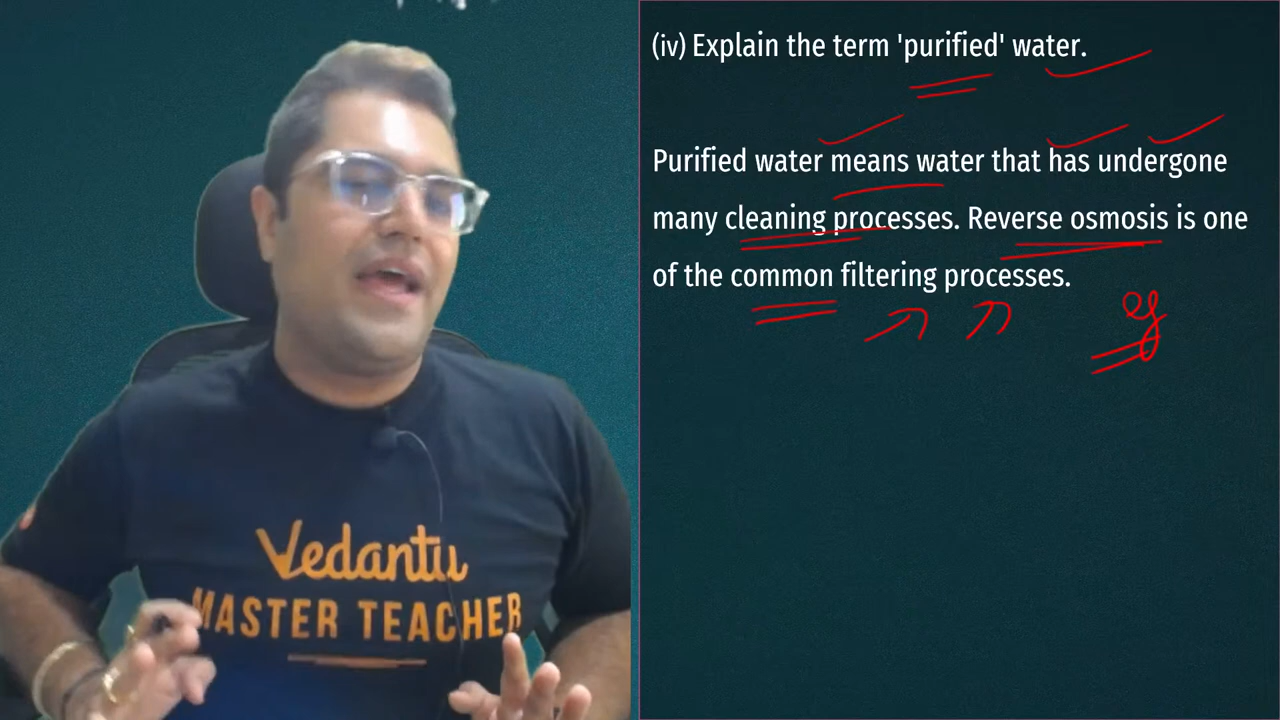 (iv) Explain the term 'purified' water.
Purified water means water that has undergone
many cleaning processes. Reverse osmosis is one
of the common filtering processes.
eg
Vedantu
MASTER TEACHER